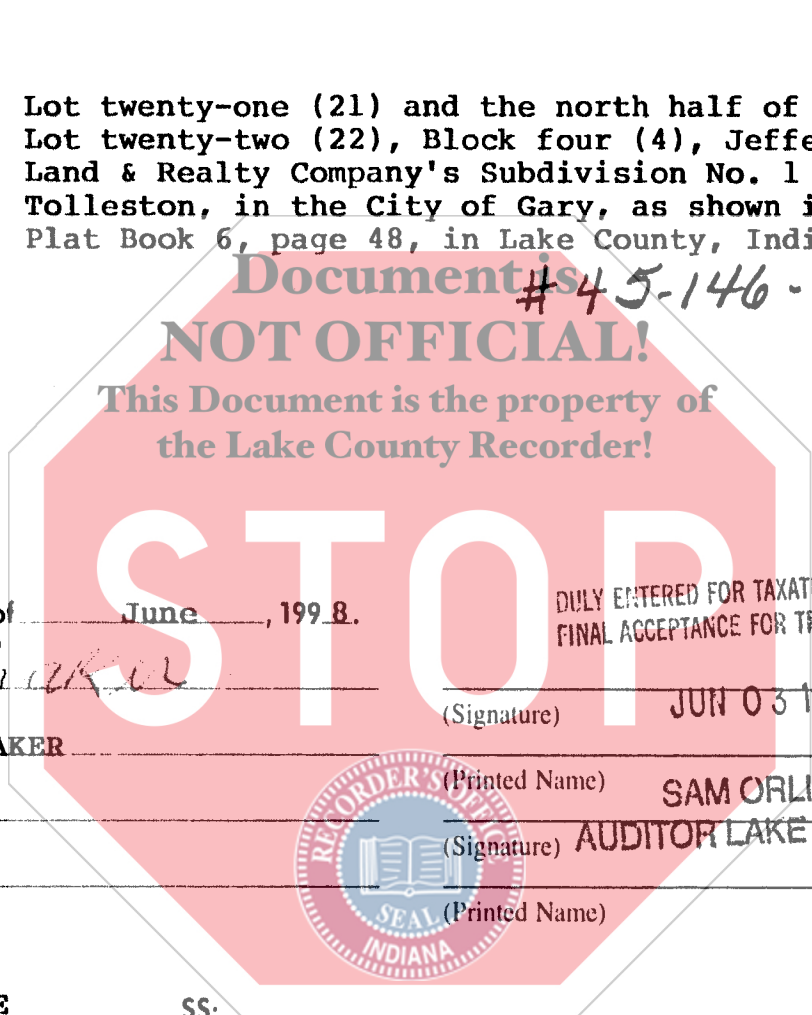 Lot twenty-one (21) and the north half of
Lot twenty-two (22), Block four (4), Jeffe
Land & Realty Company's Subdivision No. 1
Tolleston, in the City of Gary, as shown i
Plat Book 6, page 48, in Lake County, Indi
Document is
#45-146-
NOT OFFICIAL!
This Document is the property of
the Lake County Recorder!
STOP
of June, 1998.
DULY ENTERED FOR TAXAT
FINAL ACCEPTANCE FOR TR
(Signature)
JUN 03 1
AKER
(Printed Name)
SAM ORLI
(Signature)
AUDITOR LAKE
(Printed Name)
RECORDER'S OFFICE
SEAL
INDIANA
E SS: